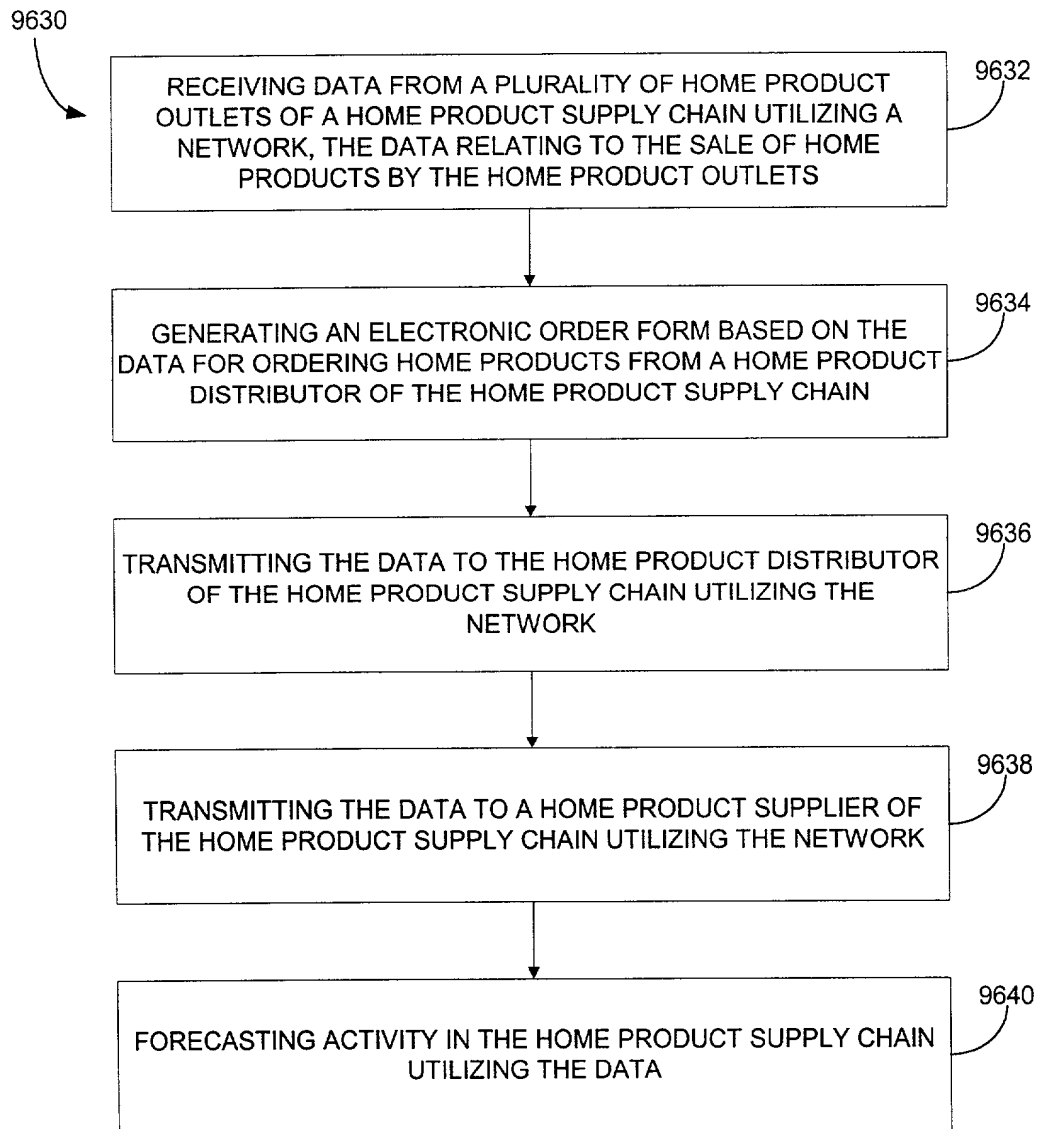 9630
RECEIVING DATA FROM A PLURALITY OF HOME PRODUCT
OUTLETS OF A HOME PRODUCT SUPPLY CHAIN UTILIZING A
NETWORK, THE DATA RELATING TO THE SALE OF HOME
PRODUCTS BY THE HOME PRODUCT OUTLETS
9632
GENERATING AN ELECTRONIC ORDER FORM BASED ON THE
DATA FOR ORDERING HOME PRODUCTS FROM A HOME PRODUCT
DISTRIBUTOR OF THE HOME PRODUCT SUPPLY CHAIN
9634
TRANSMITTING THE DATA TO THE HOME PRODUCT DISTRIBUTOR
OF THE HOME PRODUCT SUPPLY CHAIN UTILIZING THE
NETWORK
9636
TRANSMITTING THE DATA TO A HOME PRODUCT SUPPLIER OF
THE HOME PRODUCT SUPPLY CHAIN UTILIZING THE NETWORK
9638
FORECASTING ACTIVITY IN THE HOME PRODUCT SUPPLY CHAIN
UTILIZING THE DATA
9640